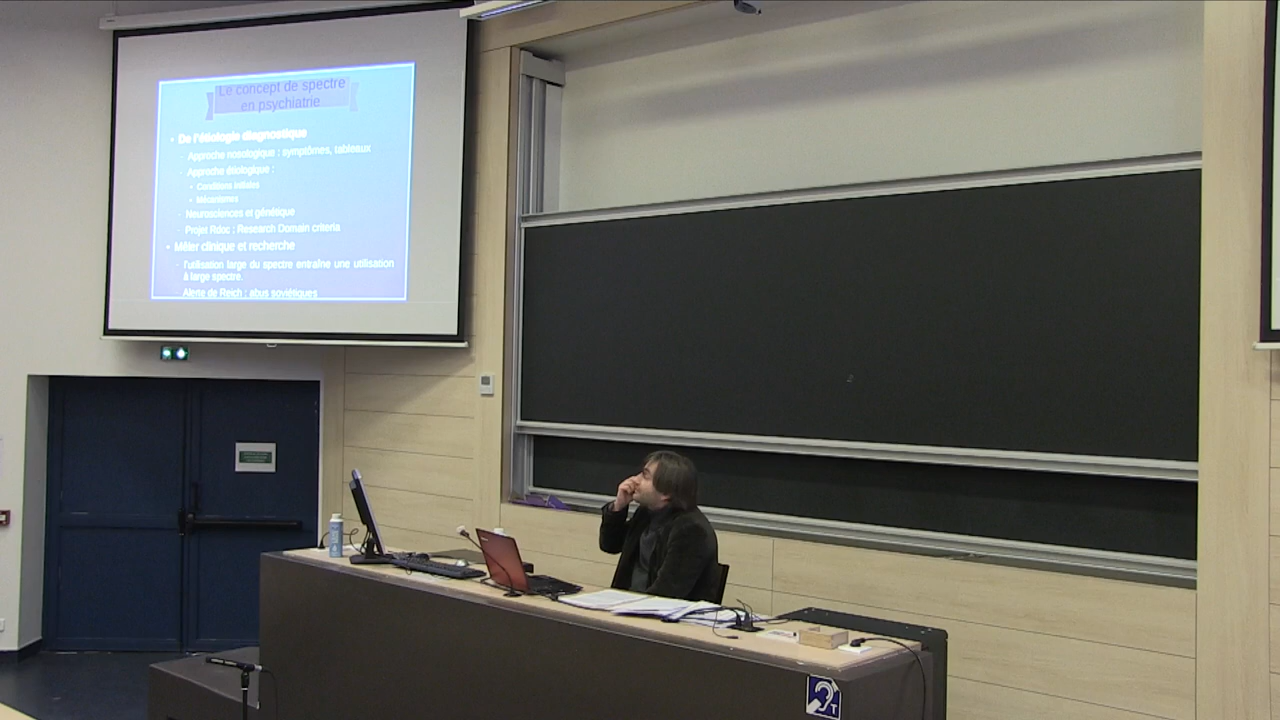 Le concept de spectre
en psychiatrie
• De l'étiologie diagnostique
- Approche nosologique : symptômes, tableaux
- Approche étiologique :
• Conditions initiales
• Mécanismes
- Neurosciences et génétique
- Projet Rdoc : Research Domain criteria
• Mêler clinique et recherche
- l'utilisation large du spectre entraîne une utilisation
à large spectre.
- Alerte de Reich : abus soviétiques
T